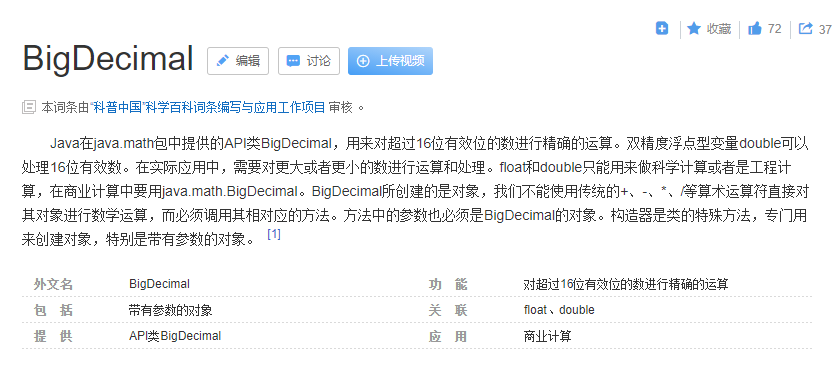 收藏 72 37
BigDecimal 编辑 讨论 上传视频
本词条由“科普中国”科学百科词条编写与应用工作项目 审核 。
Java在java.math包中提供的API类BigDecimal，用来对超过16位有效位的数进行精确的运算。双精度浮点型变量double可以
处理16位有效数。在实际应用中，需要对更大或者更小的数进行运算和处理。float和double只能用来做科学计算或者是工程计
算，在商业计算中要用java.math.BigDecimal。BigDecimal所创建的是对象，我们不能使用传统的+、-、*、/等算术运算符直接对
其对象进行数学运算，而必须调用其相对应的方法。方法中的参数也必须是BigDecimal的对象。构造器是类的特殊方法，专门用
来创建对象，特别是带有参数的对象。 [1]
外文名 BigDecimal 功 能 对超过16位有效位的数进行精确的运算
包 括 带有参数的对象 关 联 float、double
提 供 API类BigDecimal 应 用 商业计算